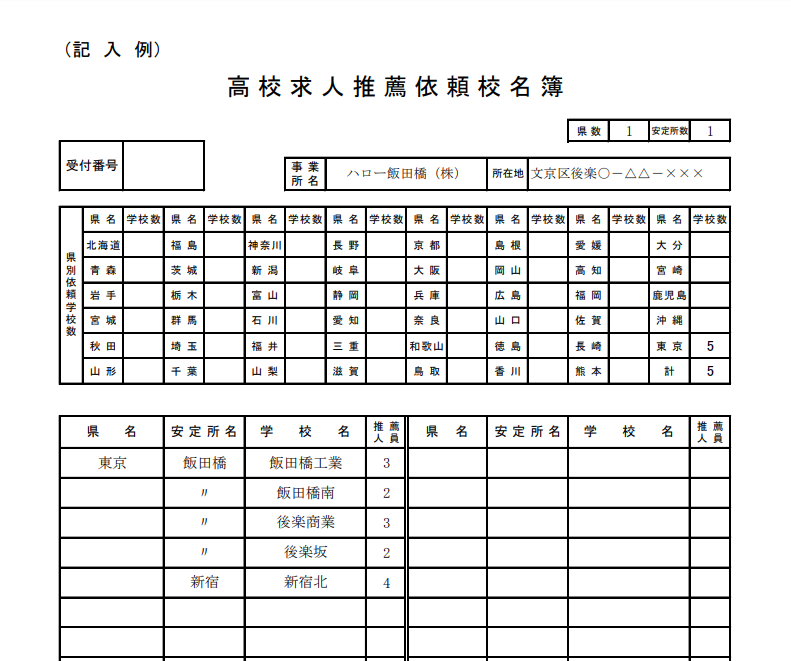 （記 入 例）
高校求人推薦依頼校名簿
県数 1 安定所数 1
受付番号
事業所名 ハロー飯田橋（株） 所在地 文京区後楽〇－△△－×××
県別依頼学校数
県名 学校数 県名 学校数 県名 学校数 県名 学校数 県名 学校数 県名 学校数 県名 学校数 県名 学校数
北海道 福島 神奈川 長野 京都 島根 愛媛 大分
青森 茨城 新潟 岐阜 大阪 岡山 高知 宮崎
岩手 栃木 富山 静岡 兵庫 広島 福岡 鹿児島
宮城 群馬 石川 愛知 奈良 山口 佐賀 沖縄
秋田 埼玉 福井 三重 和歌山 徳島 長崎 東京 5
山形 千葉 山梨 滋賀 鳥取 香川 熊本 計 5
県名 安定所名 学校名 推薦人員 県名 安定所名 学校名 推薦人員
東京 飯田橋 飯田橋工業 3
〃 飯田橋南 2
〃 後楽商業 3
〃 後楽坂 2
新宿 新宿北 4